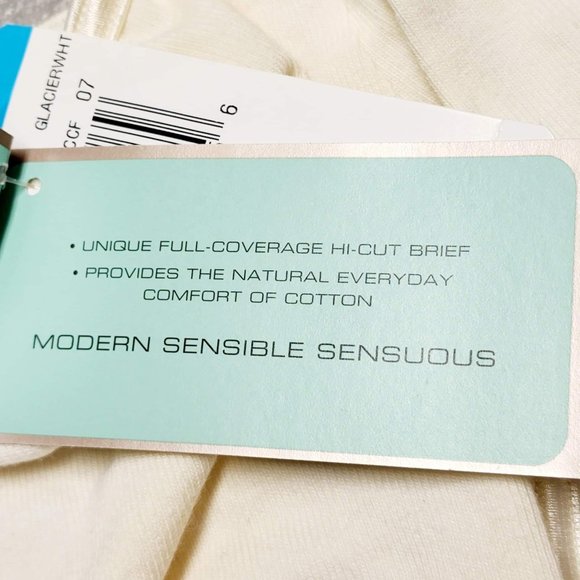 GLACIERWHT
CCF 07
6
• UNIQUE FULL-COVERAGE HI-CUT BRIEF
• PROVIDES THE NATURAL EVERYDAY
COMFORT OF COTTON
MODERN SENSIBLE SENSUOUS